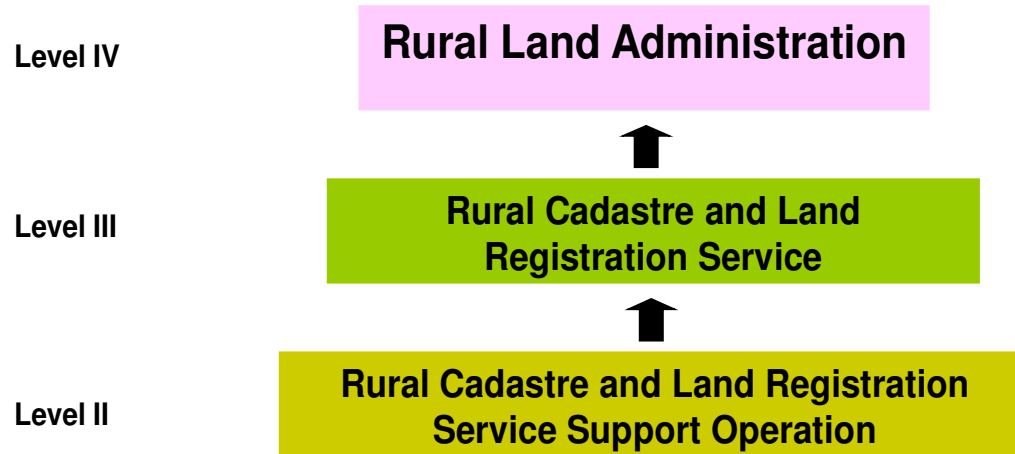 Level IV
Rural Land Administration
Level III
Rural Cadastre and Land
Registration Service
Level II
Rural Cadastre and Land Registration
Service Support Operation